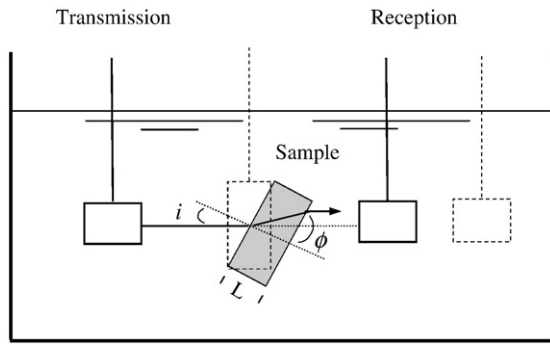 Transmission Reception
Sample
i
ϕ
L